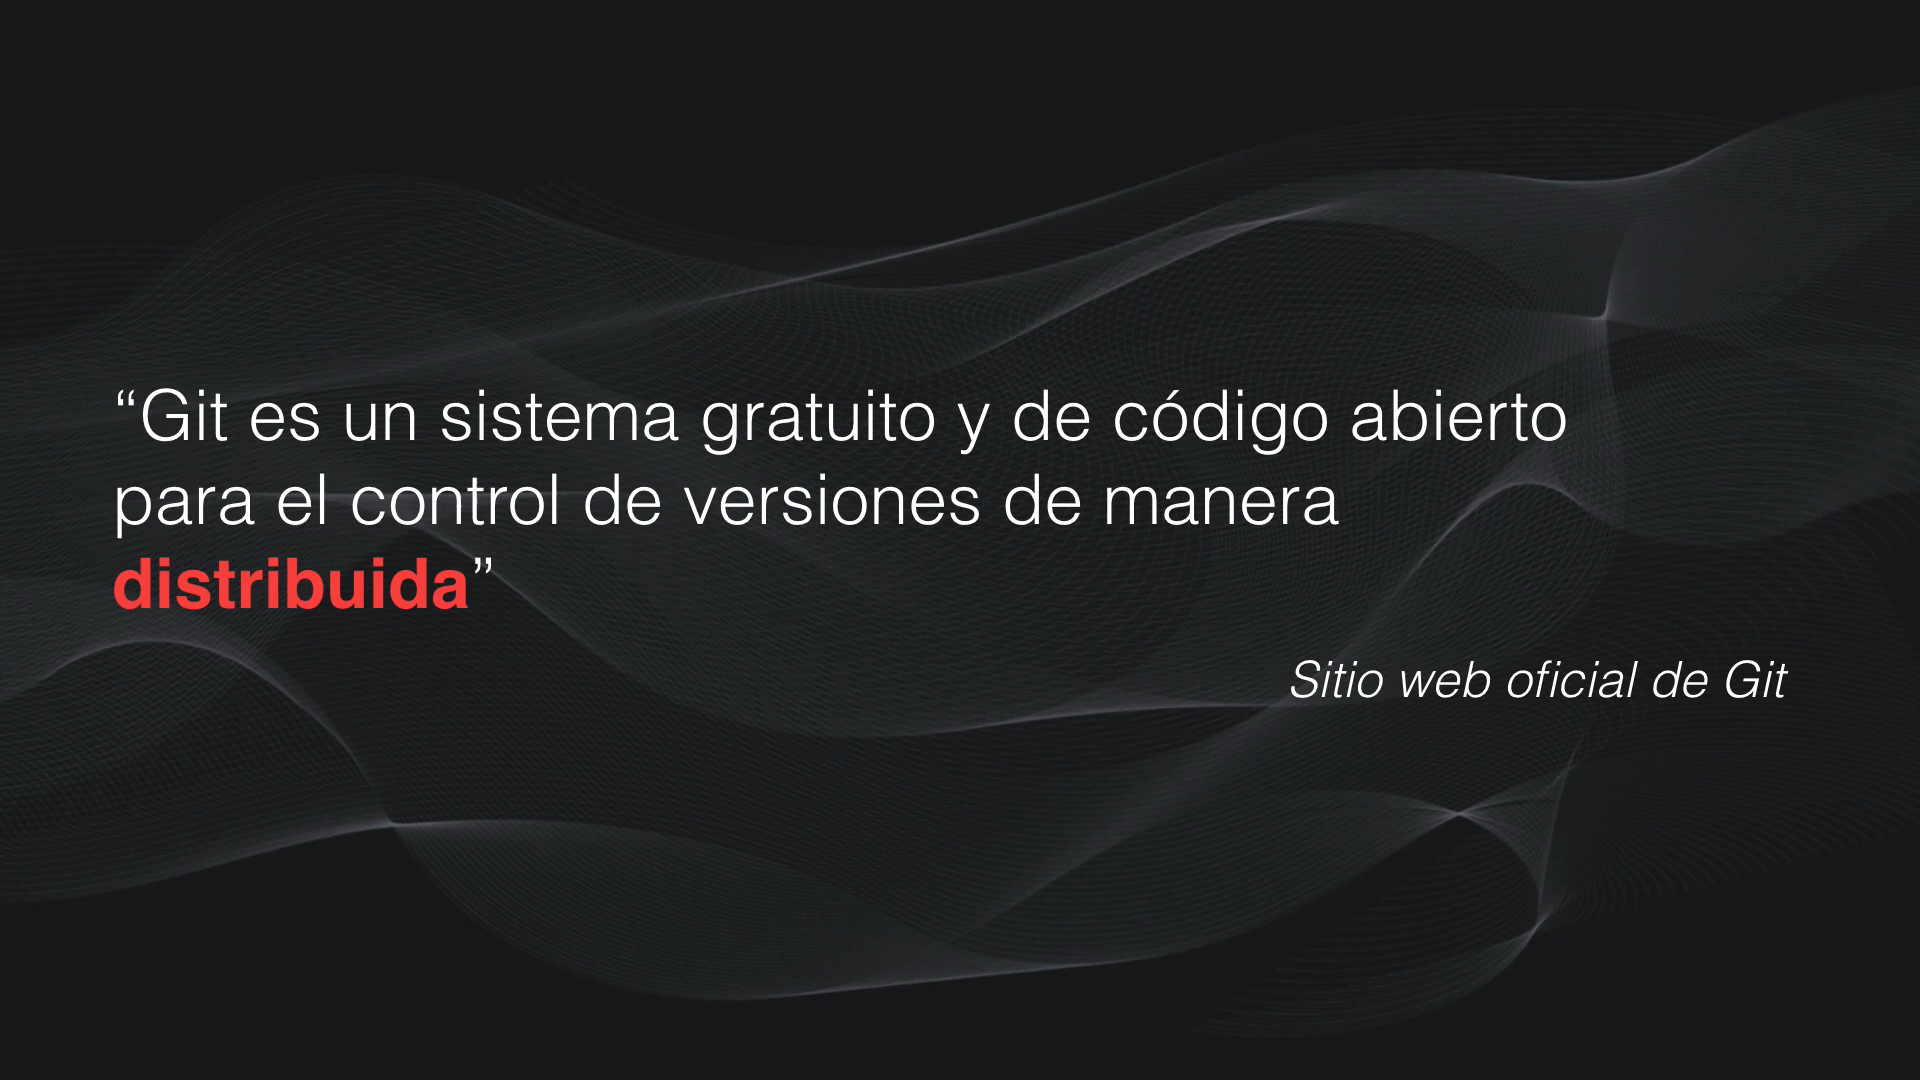 “Git es un sistema gratuito y de código abierto
para el control de versiones de manera
distribuida”
Sitio web oficial de Git